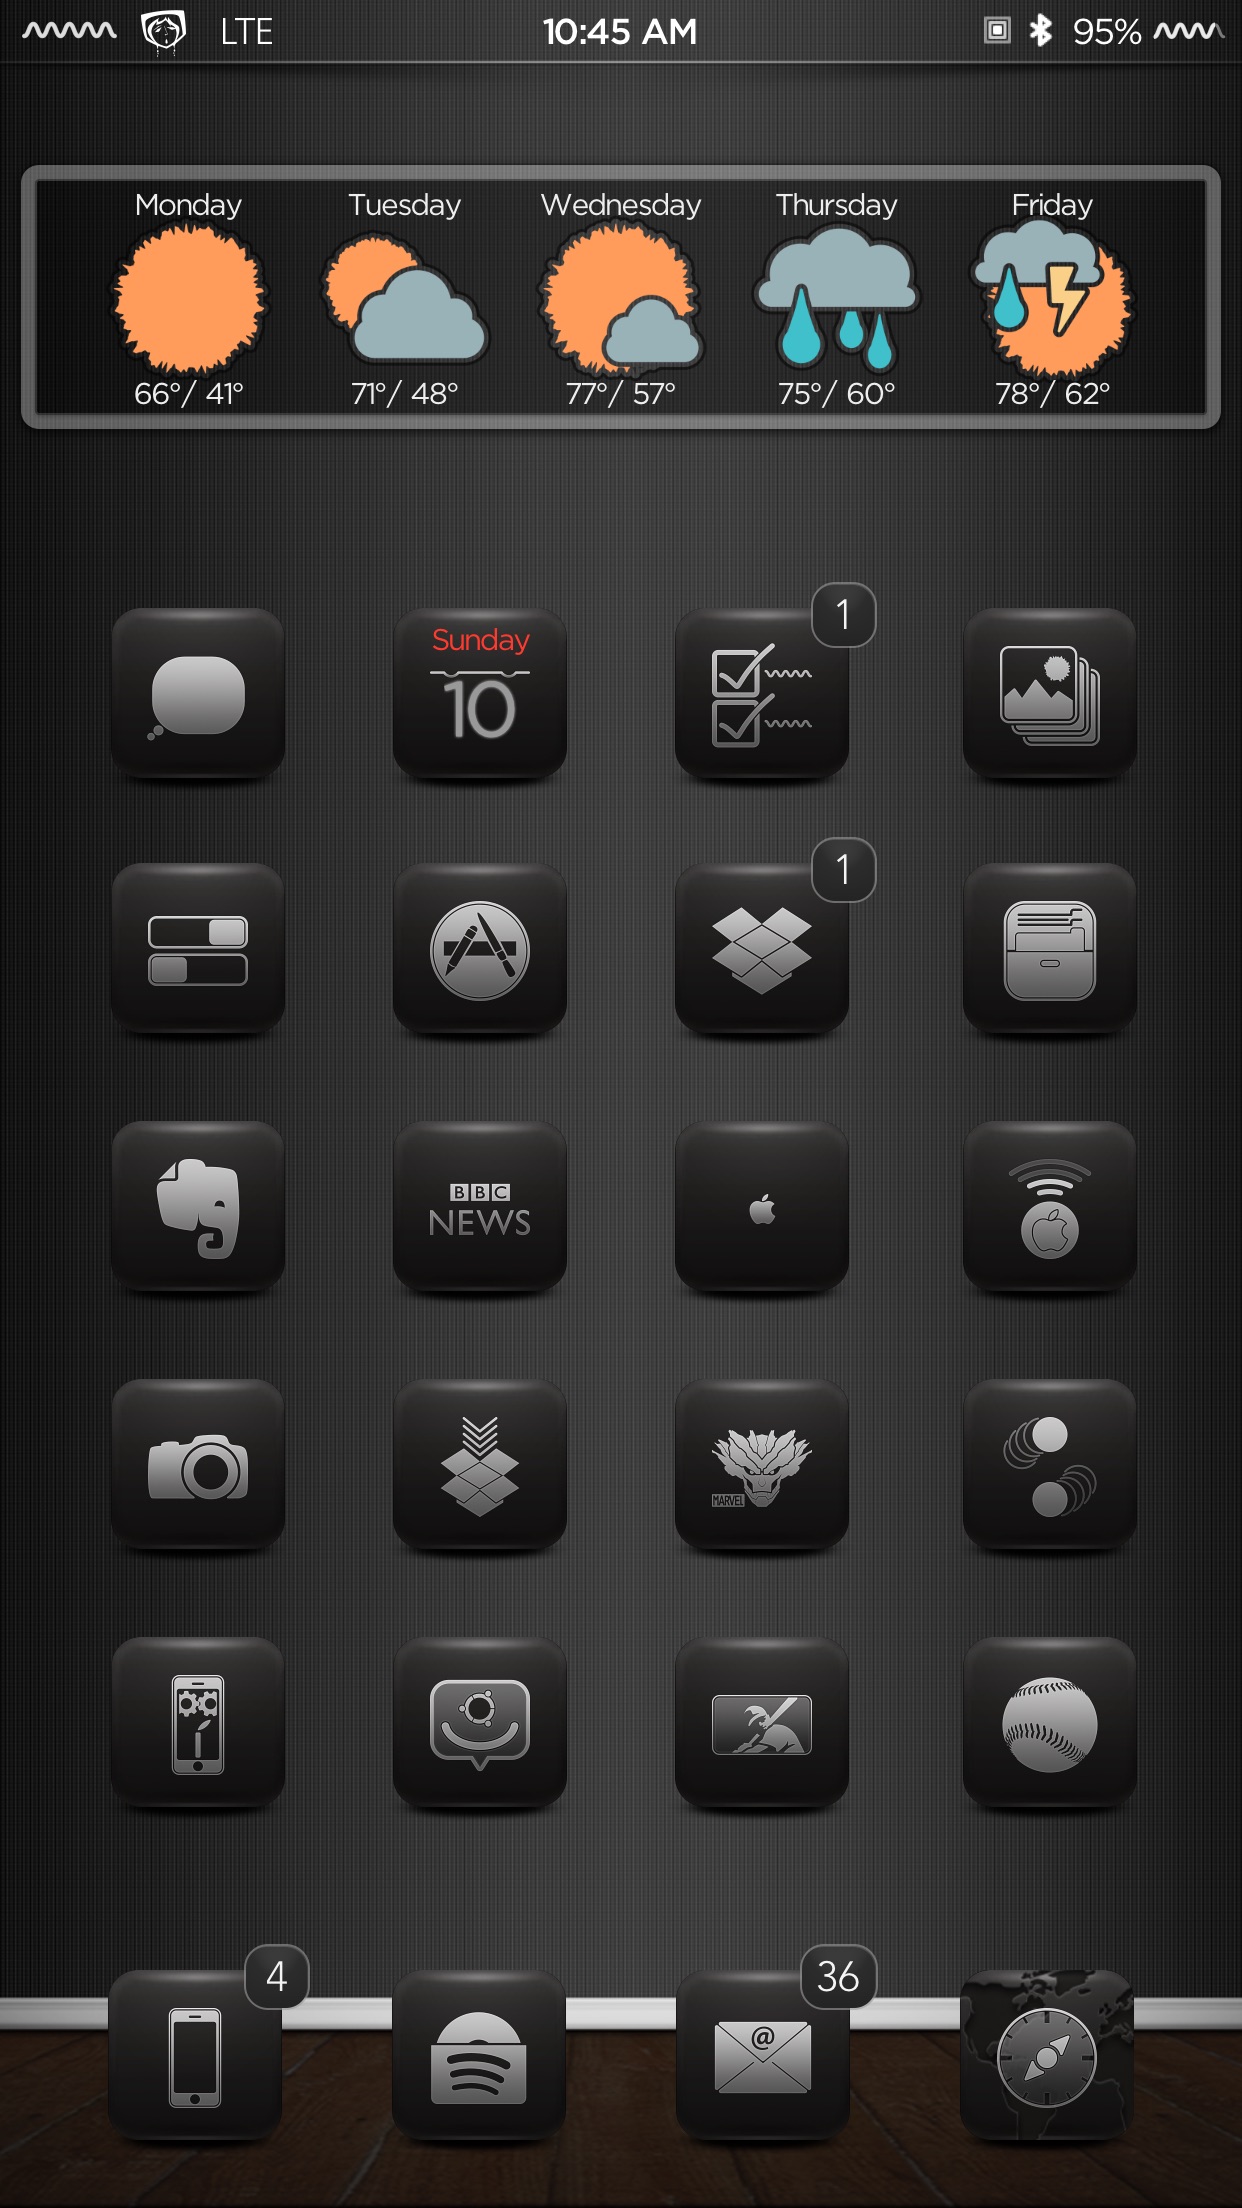 LTE 10:45 AM 95%
Monday Tuesday Wednesday Thursday Friday
66°/ 41° 71°/ 48° 77°/ 57° 75°/ 60° 78°/ 62°
1
Sunday
10
1
BBC
NEWS
MARVEL
4
36
@